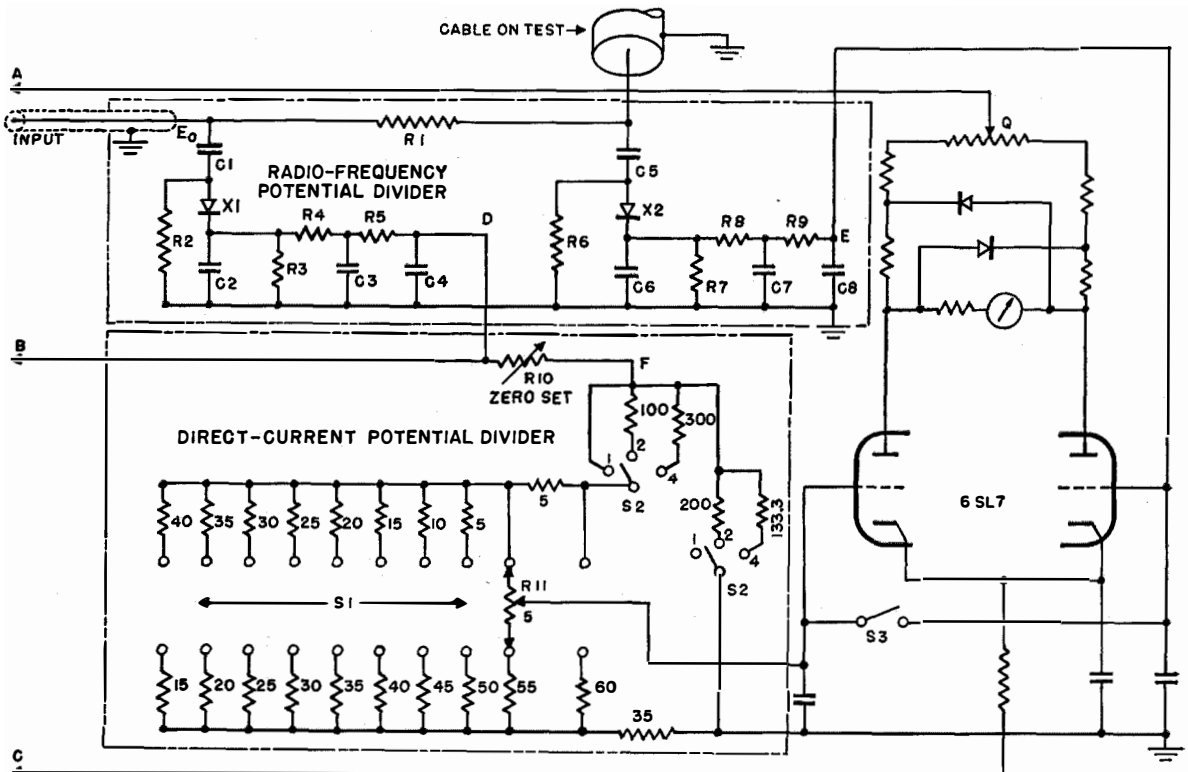 CABLE ON TEST
A
INPUT
Eo
R1
Q
C1
C5
RADIO-FREQUENCY
POTENTIAL DIVIDER
X1
X2
D
R4
R5
R8
R9
E
R2
R3
R6
R7
C2
C3
C4
C6
C7
C8
B
R10
ZERO SET
F
100
300
DIRECT-CURRENT POTENTIAL DIVIDER
1
2
4
S2
5
200
133.3
1
2
4
S2
40
35
30
25
20
15
10
5
6SL7
S1
R11
5
S3
15
20
25
30
35
40
45
50
55
60
35
C